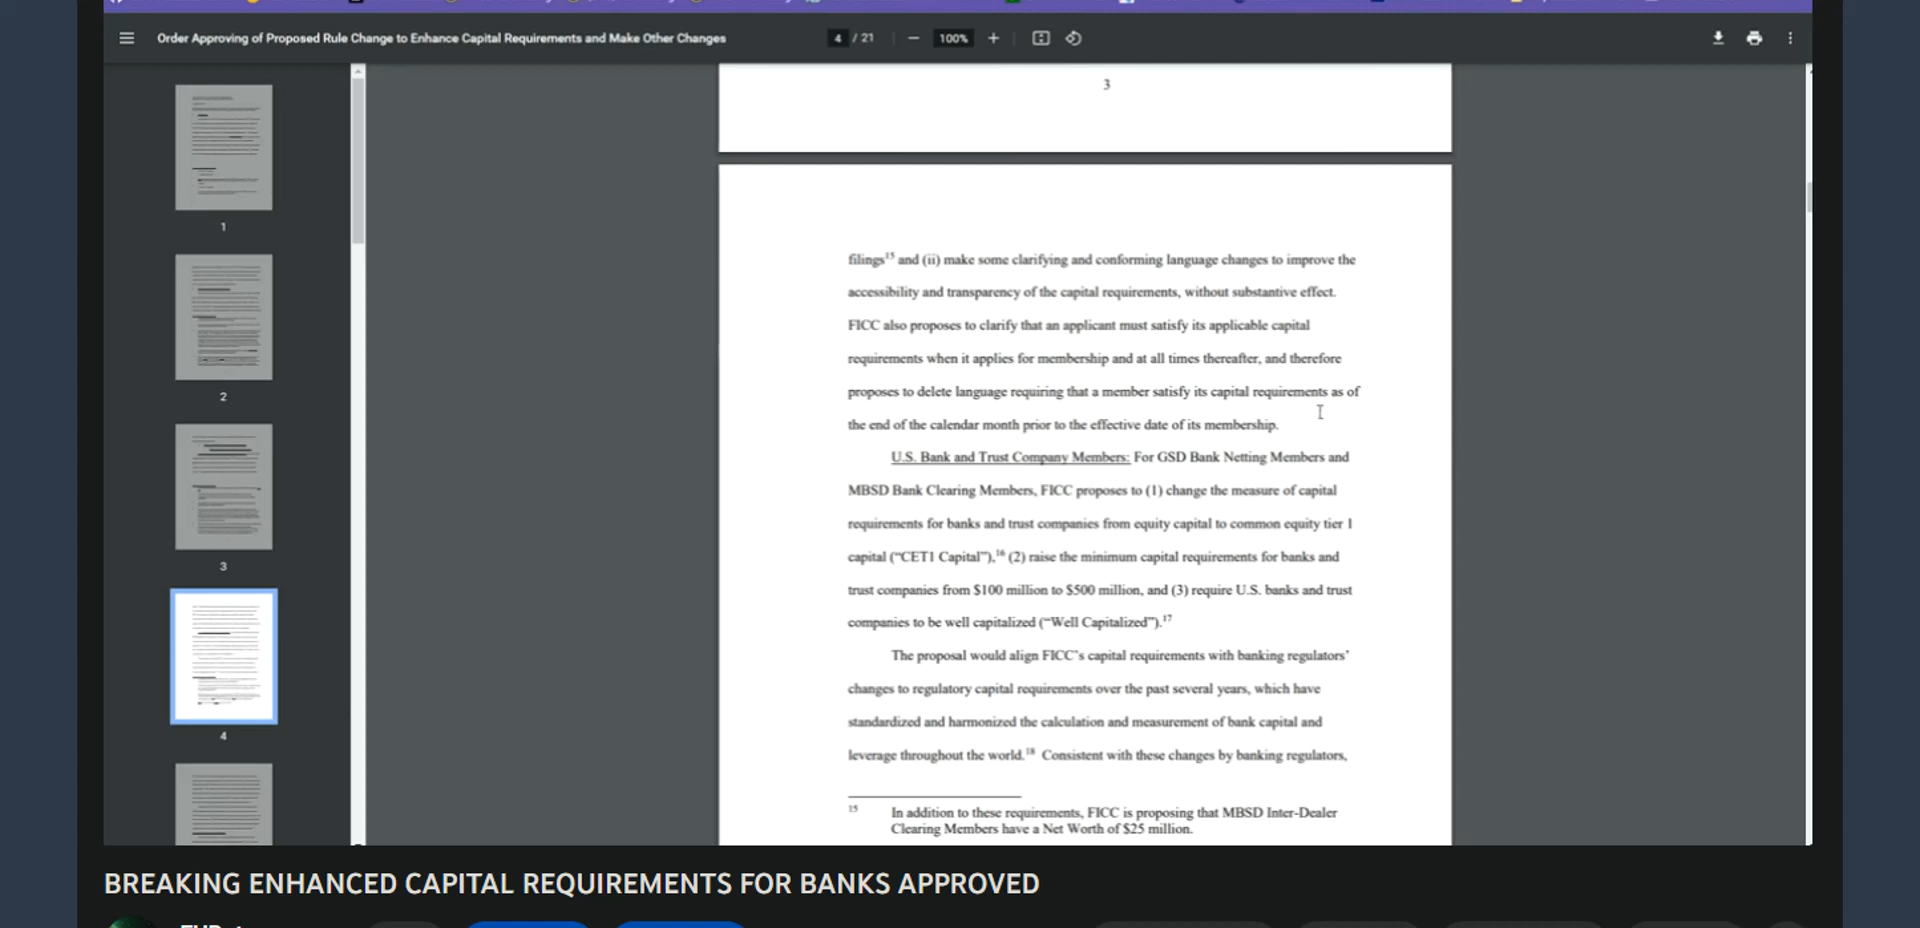 Order Approving of Proposed Rule Change to Enhance Capital Requirements and Make Other Changes
4 / 21
100%
1
2
3
4
3
filings15 and (ii) make some clarifying and conforming language changes to improve the
accessibility and transparency of the capital requirements, without substantive effect.
FICC also proposes to clarify that an applicant must satisfy its applicable capital
requirements when it applies for membership and at all times thereafter, and therefore
proposes to delete language requiring that a member satisfy its capital requirements as of
the end of the calendar month prior to the effective date of its membership.
U.S. Bank and Trust Company Members: For GSD Bank Netting Members and
MBSD Bank Clearing Members, FICC proposes to (1) change the measure of capital
requirements for banks and trust companies from equity capital to common equity tier 1
capital (“CET1 Capital”),16 (2) raise the minimum capital requirements for banks and
trust companies from $100 million to $500 million, and (3) require U.S. banks and trust
companies to be well capitalized (“Well Capitalized”).17
The proposal would align FICC’s capital requirements with banking regulators’
changes to regulatory capital requirements over the past several years, which have
standardized and harmonized the calculation and measurement of bank capital and
leverage throughout the world.18 Consistent with these changes by banking regulators,
15 In addition to these requirements, FICC is proposing that MBSD Inter-Dealer
Clearing Members have a Net Worth of $25 million.
BREAKING ENHANCED CAPITAL REQUIREMENTS FOR BANKS APPROVED